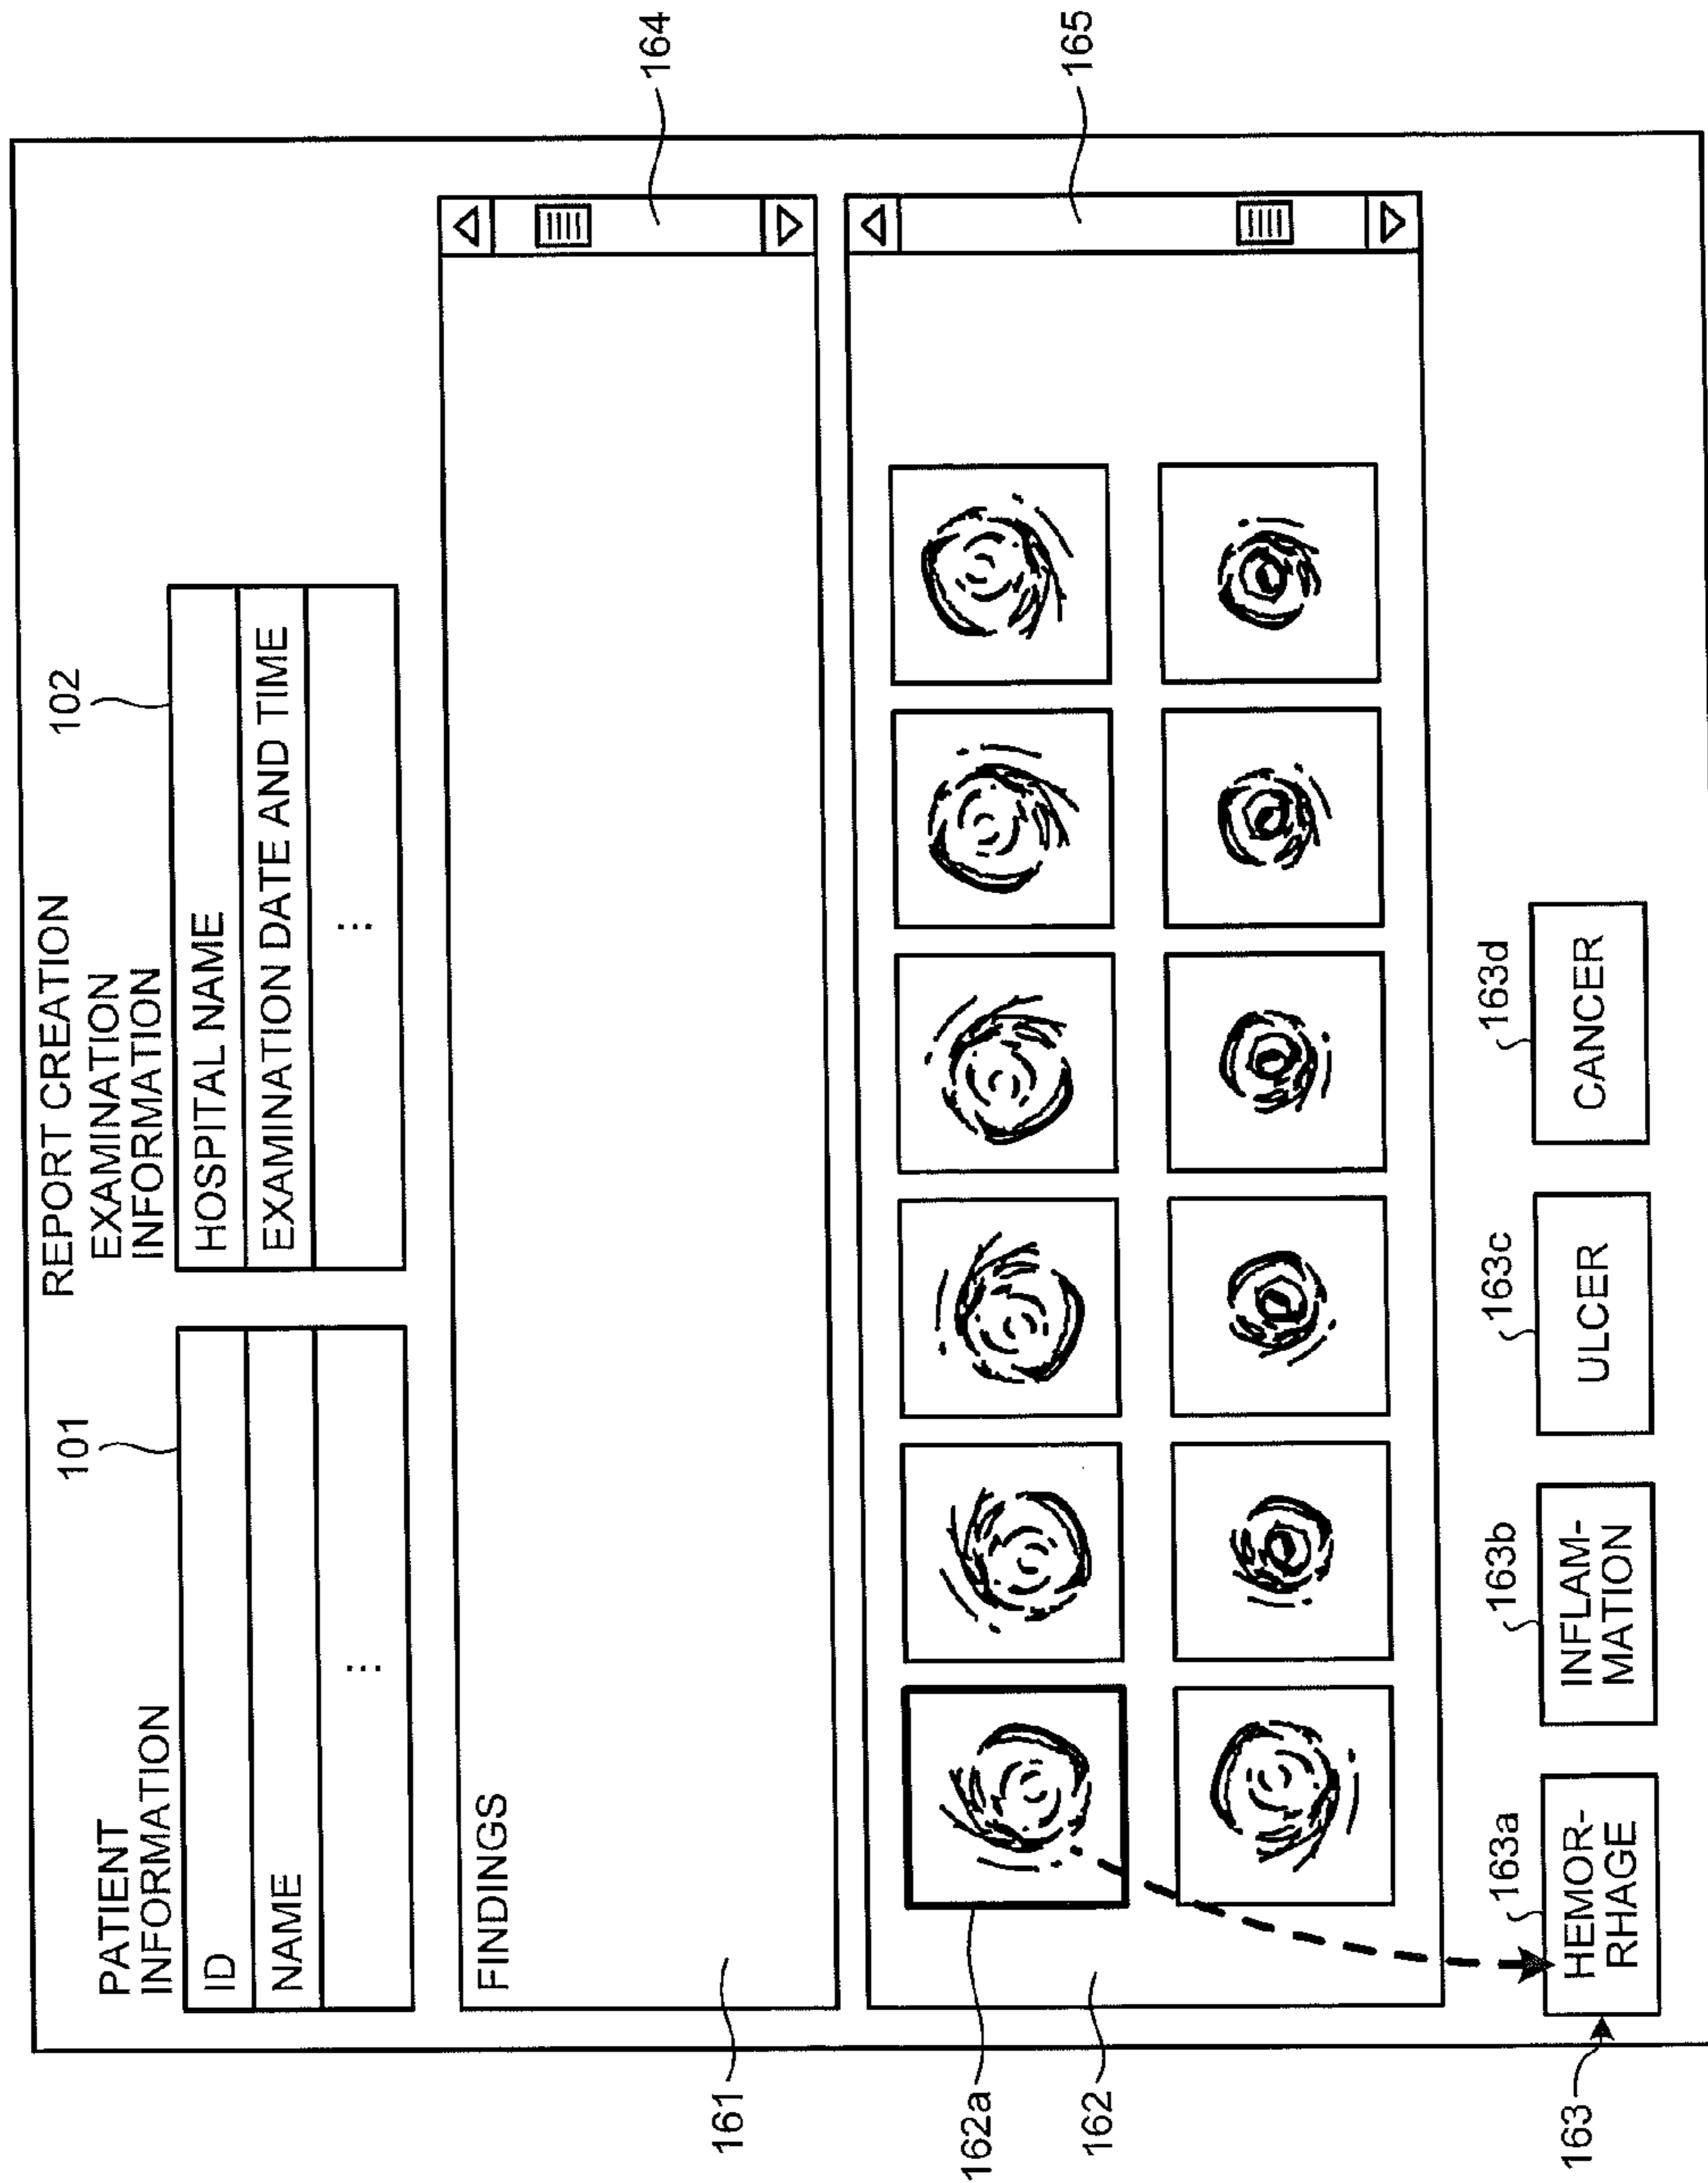 REPORT CREATION
PATIENT
INFORMATION
EXAMINATION
INFORMATION
101
102
ID
NAME
⋮
HOSPITAL NAME
EXAMINATION DATE AND TIME
⋮
FINDINGS
161
164
162a
162
165
163
163a
HEMOR-
RHAGE
163b
INFLAM-
MATION
163c
ULCER
163d
CANCER